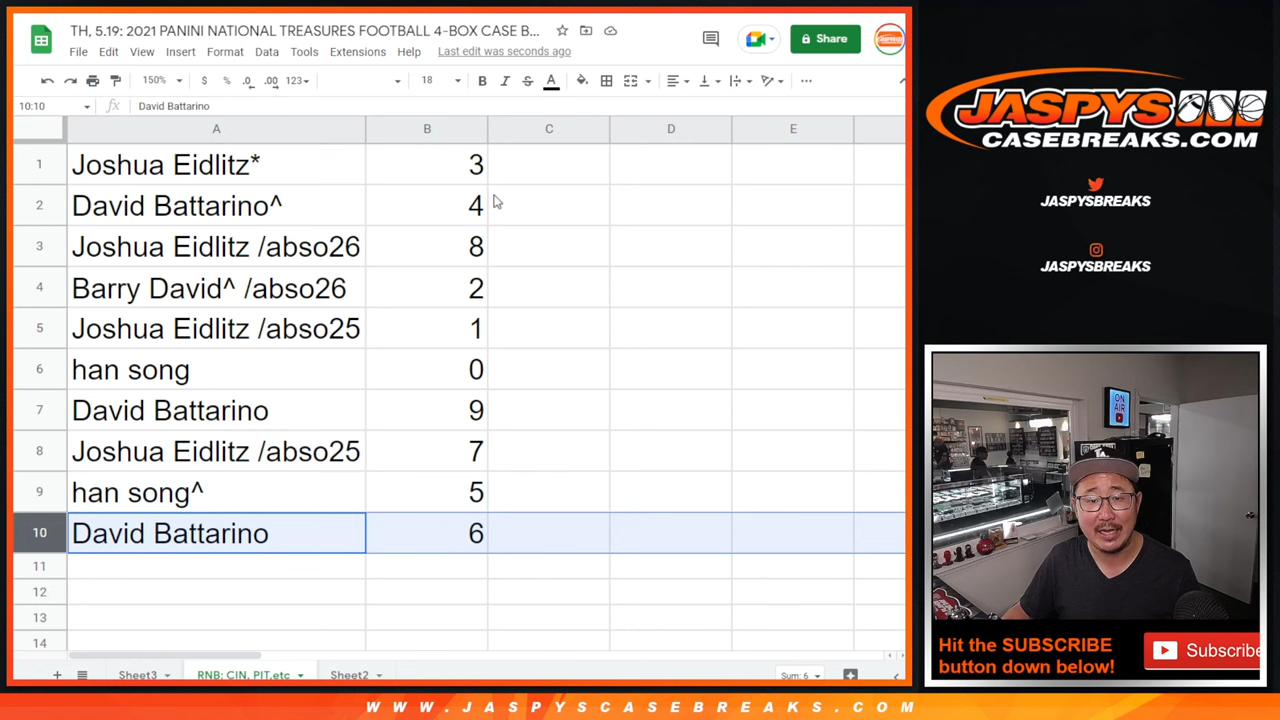 TH, 5.19: 2021 PANINI NATIONAL TREASURES FOOTBALL 4-BOX CASE B...
File Edit View Insert Format Data Tools Extensions Help Last edit was seconds ago
Share
150% $ % .0 .00 123 18 B I S A
10:10 fx David Battarino
A B C D E
1 Joshua Eidlitz* 3
2 David Battarino^ 4
3 Joshua Eidlitz /abso26 8
4 Barry David^ /abso26 2
5 Joshua Eidlitz /abso25 1
6 han song 0
7 David Battarino 9
8 Joshua Eidlitz /abso25 7
9 han song^ 5
10 David Battarino 6
11
12
13
14
Sheet3 RNB: CIN, PIT,etc Sheet2 Sum: 6
JASPYS
CASEBREAKS.COM
JASPYSBREAKS
JASPYSBREAKS
ON AIR
LA
Hit the SUBSCRIBE
button down below!
Subscribe
WWW.JASPYSCASEBREAKS.COM